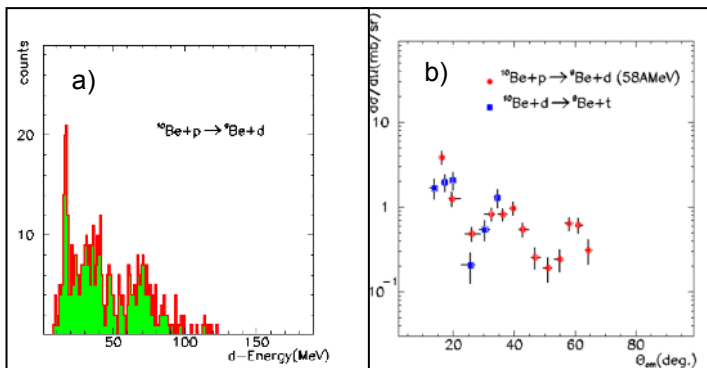 a)
counts
20
10
¹⁰Be+p→⁹Be+d
50
100
150
d-Energy(MeV)
b)
dσ/dω(mb/sr)
10
1
10⁻¹
¹⁰Be+p→⁹Be+d (58AMeV)
¹⁰Be+d→⁹Be+t
20
40
60
80
Θcm(deg.)